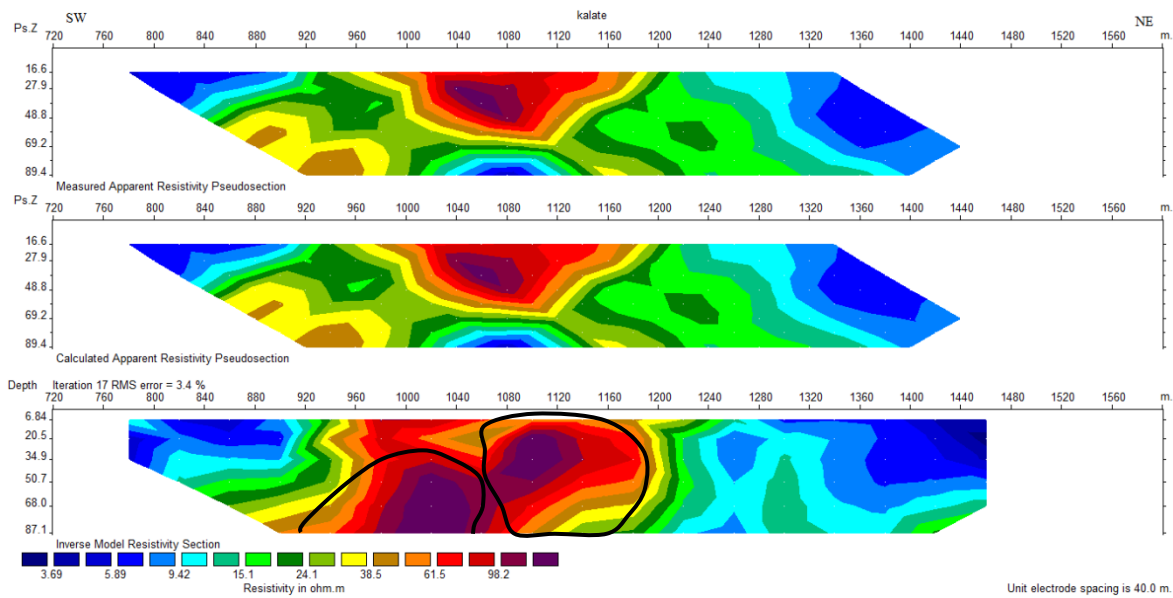 SW kalate NE
Ps.Z
720 760 800 840 880 920 960 1000 1040 1080 1120 1160 1200 1240 1280 1320 1360 1400 1440 1480 1520 1560 m.
16.6
27.9
48.8
69.2
89.4
Measured Apparent Resistivity Pseudosection
Ps.Z
720 760 800 840 880 920 960 1000 1040 1080 1120 1160 1200 1240 1280 1320 1360 1400 1440 1480 1520 1560 m.
16.6
27.9
48.8
69.2
89.4
Calculated Apparent Resistivity Pseudosection
Depth Iteration 17 RMS error = 3.4 %
720 760 800 840 880 920 960 1000 1040 1080 1120 1160 1200 1240 1280 1320 1360 1400 1440 1480 1520 1560 m.
6.84
20.5
34.9
50.7
68.0
87.1
Inverse Model Resistivity Section
3.69 5.89 9.42 15.1 24.1 38.5 61.5 98.2
Resistivity in ohm.m Unit electrode spacing is 40.0 m.